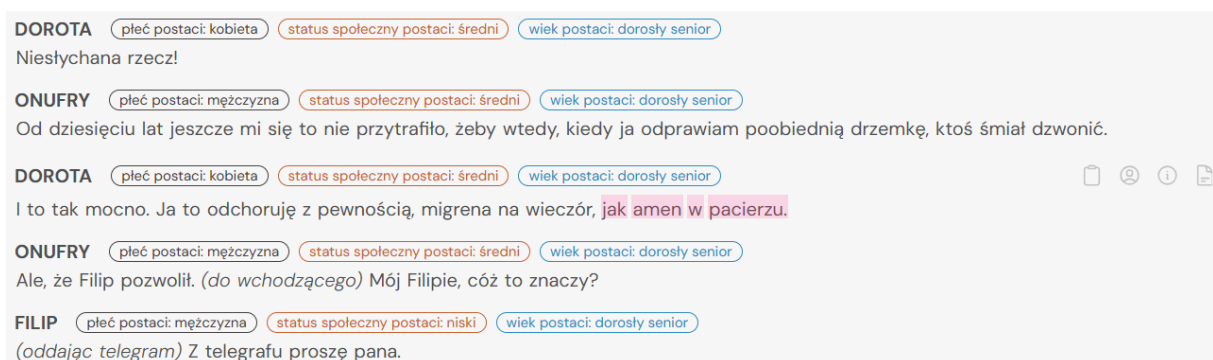 DOROTA płeć postaci: kobieta status społeczny postaci: średni wiek postaci: dorosły senior
Niesłychana rzecz!
ONUFRY płeć postaci: mężczyzna status społeczny postaci: średni wiek postaci: dorosły senior
Od dziesięciu lat jeszcze mi się to nie przytrafiło, żeby wtedy, kiedy ja odprawiam poobiednią drzemkę, ktoś śmiał dzwonić.
DOROTA płeć postaci: kobieta status społeczny postaci: średni wiek postaci: dorosły senior
I to tak mocno. Ja to odchoruję z pewnością, migrena na wieczór, jak amen w pacierzu.
ONUFRY płeć postaci: mężczyzna status społeczny postaci: średni wiek postaci: dorosły senior
Ale, że Filip pozwolił. (do wchodzącego) Mój Filipie, cóż to znaczy?
FILIP płeć postaci: mężczyzna status społeczny postaci: niski wiek postaci: dorosły senior
(oddając telegram) Z telegrafu proszę pana.